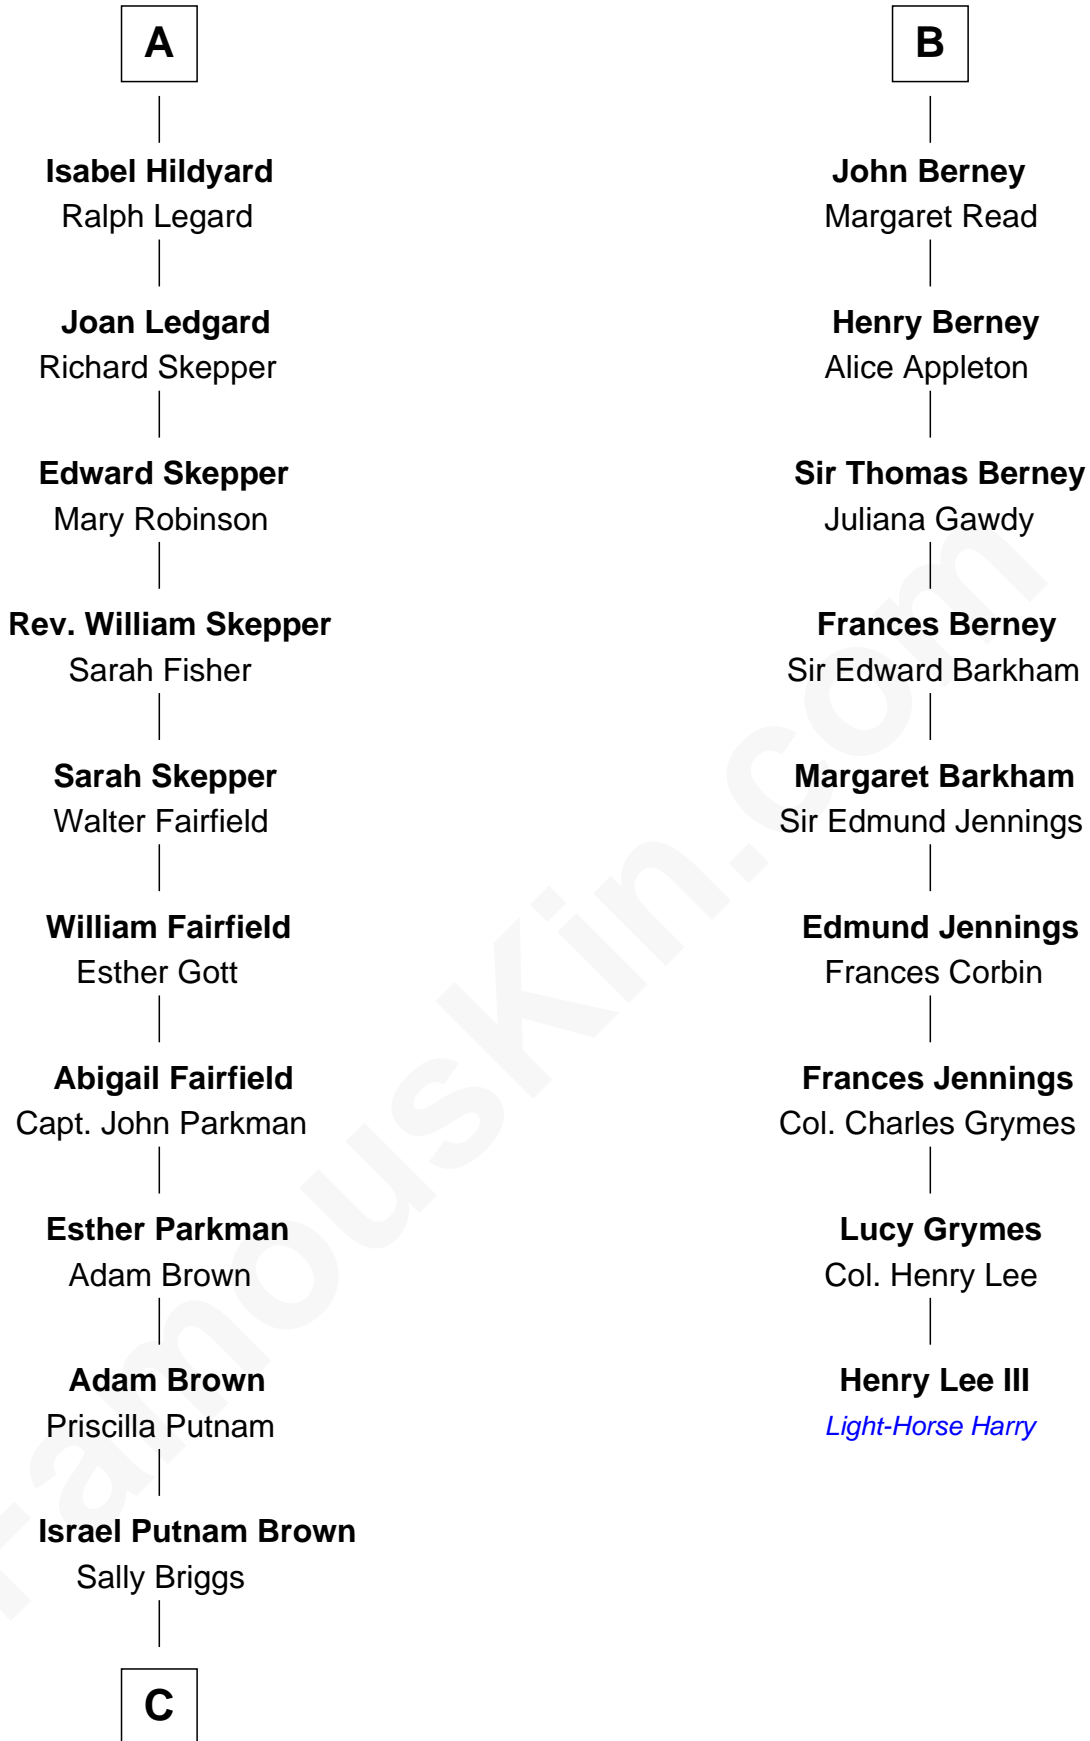 A
Isabel Hildyard
Ralph Legard
Joan Ledgard
Richard Skepper
Edward Skepper
Mary Robinson
Rev. William Skepper
Sarah Fisher
Sarah Skepper
Walter Fairfield
William Fairfield
Esther Gott
Abigail Fairfield
Capt. John Parkman
Esther Parkman
Adam Brown
Adam Brown
Priscilla Putnam
Israel Putnam Brown
Sally Briggs
C
B
John Berney
Margaret Read
Henry Berney
Alice Appleton
Sir Thomas Berney
Juliana Gawdy
Frances Berney
Sir Edward Barkham
Margaret Barkham
Sir Edmund Jennings
Edmund Jennings
Frances Corbin
Frances Jennings
Col. Charles Grymes
Lucy Grymes
Col. Henry Lee
Henry Lee III
Light-Horse Harry
FamousKin.com